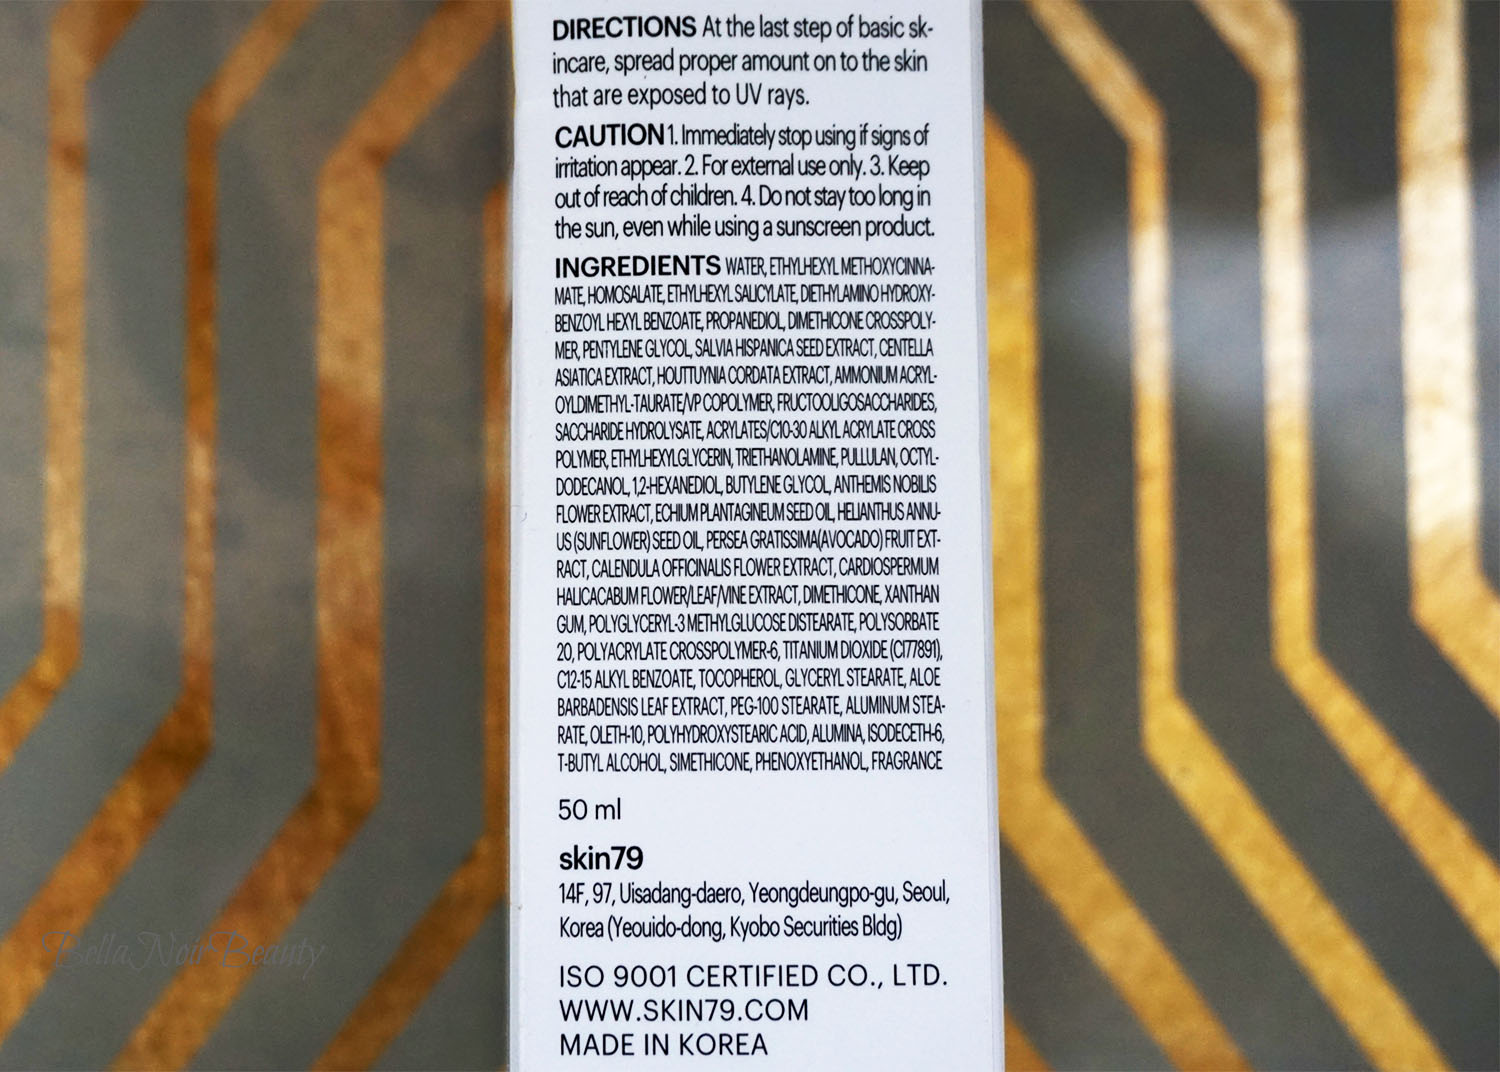 DIRECTIONS At the last step of basic sk-
incare, spread proper amount on to the skin
that are exposed to UV rays.
CAUTION 1. Immediately stop using if signs of
irritation appear. 2. For external use only. 3. Keep
out of reach of children. 4. Do not stay too long in
the sun, even while using a sunscreen product.
INGREDIENTS WATER, ETHYLHEXYL METHOXYCINNA-
MATE, HOMOSALATE, ETHYLHEXYL SALICYLATE, DIETHYLAMINO HYDROXY-
BENZOYL HEXYL BENZOATE, PROPANEDIOL, DIMETHICONE CROSSPOLY-
MER, PENTYLENE GLYCOL, SALVIA HISPANICA SEED EXTRACT, CENTELLA
ASIATICA EXTRACT, HOUTTUYNIA CORDATA EXTRACT, AMMONIUM ACRYL-
OYLDIMETHYL-TAURATE/VP COPOLYMER, FRUCTOOLIGOSACCHARIDES,
SACCHARIDE HYDROLYSATE, ACRYLATES/C10-30 ALKYL ACRYLATE CROSS
POLYMER, ETHYLHEXYLGLYCERIN, TRIETHANOLAMINE, PULLULAN, OCTYL-
DODECANOL, 1,2-HEXANEDIOL, BUTYLENE GLYCOL, ANTHEMIS NOBILIS
FLOWER EXTRACT, ECHIUM PLANTAGINEUM SEED OIL, HELIANTHUS ANNU-
US (SUNFLOWER) SEED OIL, PERSEA GRATISSIMA(AVOCADO) FRUIT EXT-
RACT, CALENDULA OFFICINALIS FLOWER EXTRACT, CARDIOSPERMUM
HALICACABUM FLOWER/LEAF/VINE EXTRACT, DIMETHICONE, XANTHAN
GUM, POLYGLYCERYL-3 METHYLGLUCOSE DISTEARATE, POLYSORBATE
20, POLYACRYLATE CROSSPOLYMER-6, TITANIUM DIOXIDE (CI77891),
C12-15 ALKYL BENZOATE, TOCOPHEROL, GLYCERYL STEARATE, ALOE
BARBADENSIS LEAF EXTRACT, PEG-100 STEARATE, ALUMINUM STEA-
RATE, OLETH-10, POLYHYDROXYSTEARIC ACID, ALUMINA, ISODECETH-6,
T-BUTYL ALCOHOL, SIMETHICONE, PHENOXYETHANOL, FRAGRANCE
50 ml
skin79
14F, 97, Uisadang-daero, Yeongdeungpo-gu, Seoul,
Korea (Yeouido-dong, Kyobo Securities Bldg)
ISO 9001 CERTIFIED CO., LTD.
WWW.SKIN79.COM
MADE IN KOREA
BellaNoirBeauty